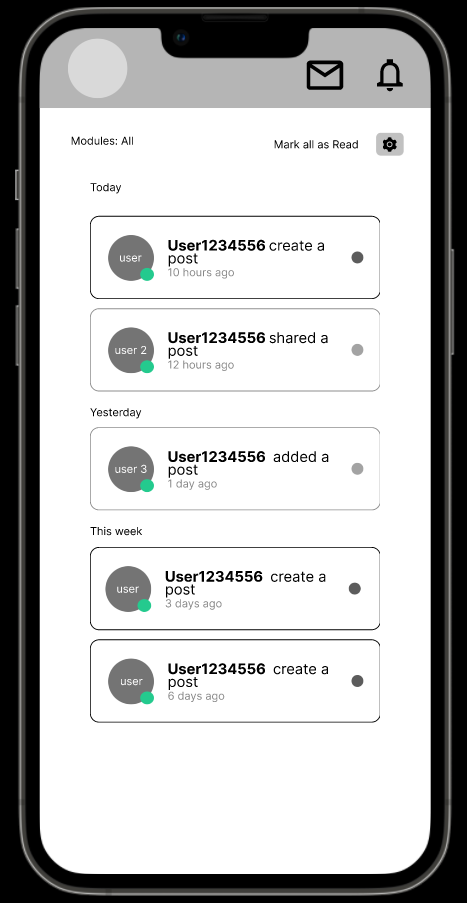 Modules: All
Mark all as Read
Today
user
User1234556 create a
post
10 hours ago
user 2
User1234556 shared a
post
12 hours ago
Yesterday
user 3
User1234556 added a
post
1 day ago
This week
user
User1234556 create a
post
3 days ago
user
User1234556 create a
post
6 days ago